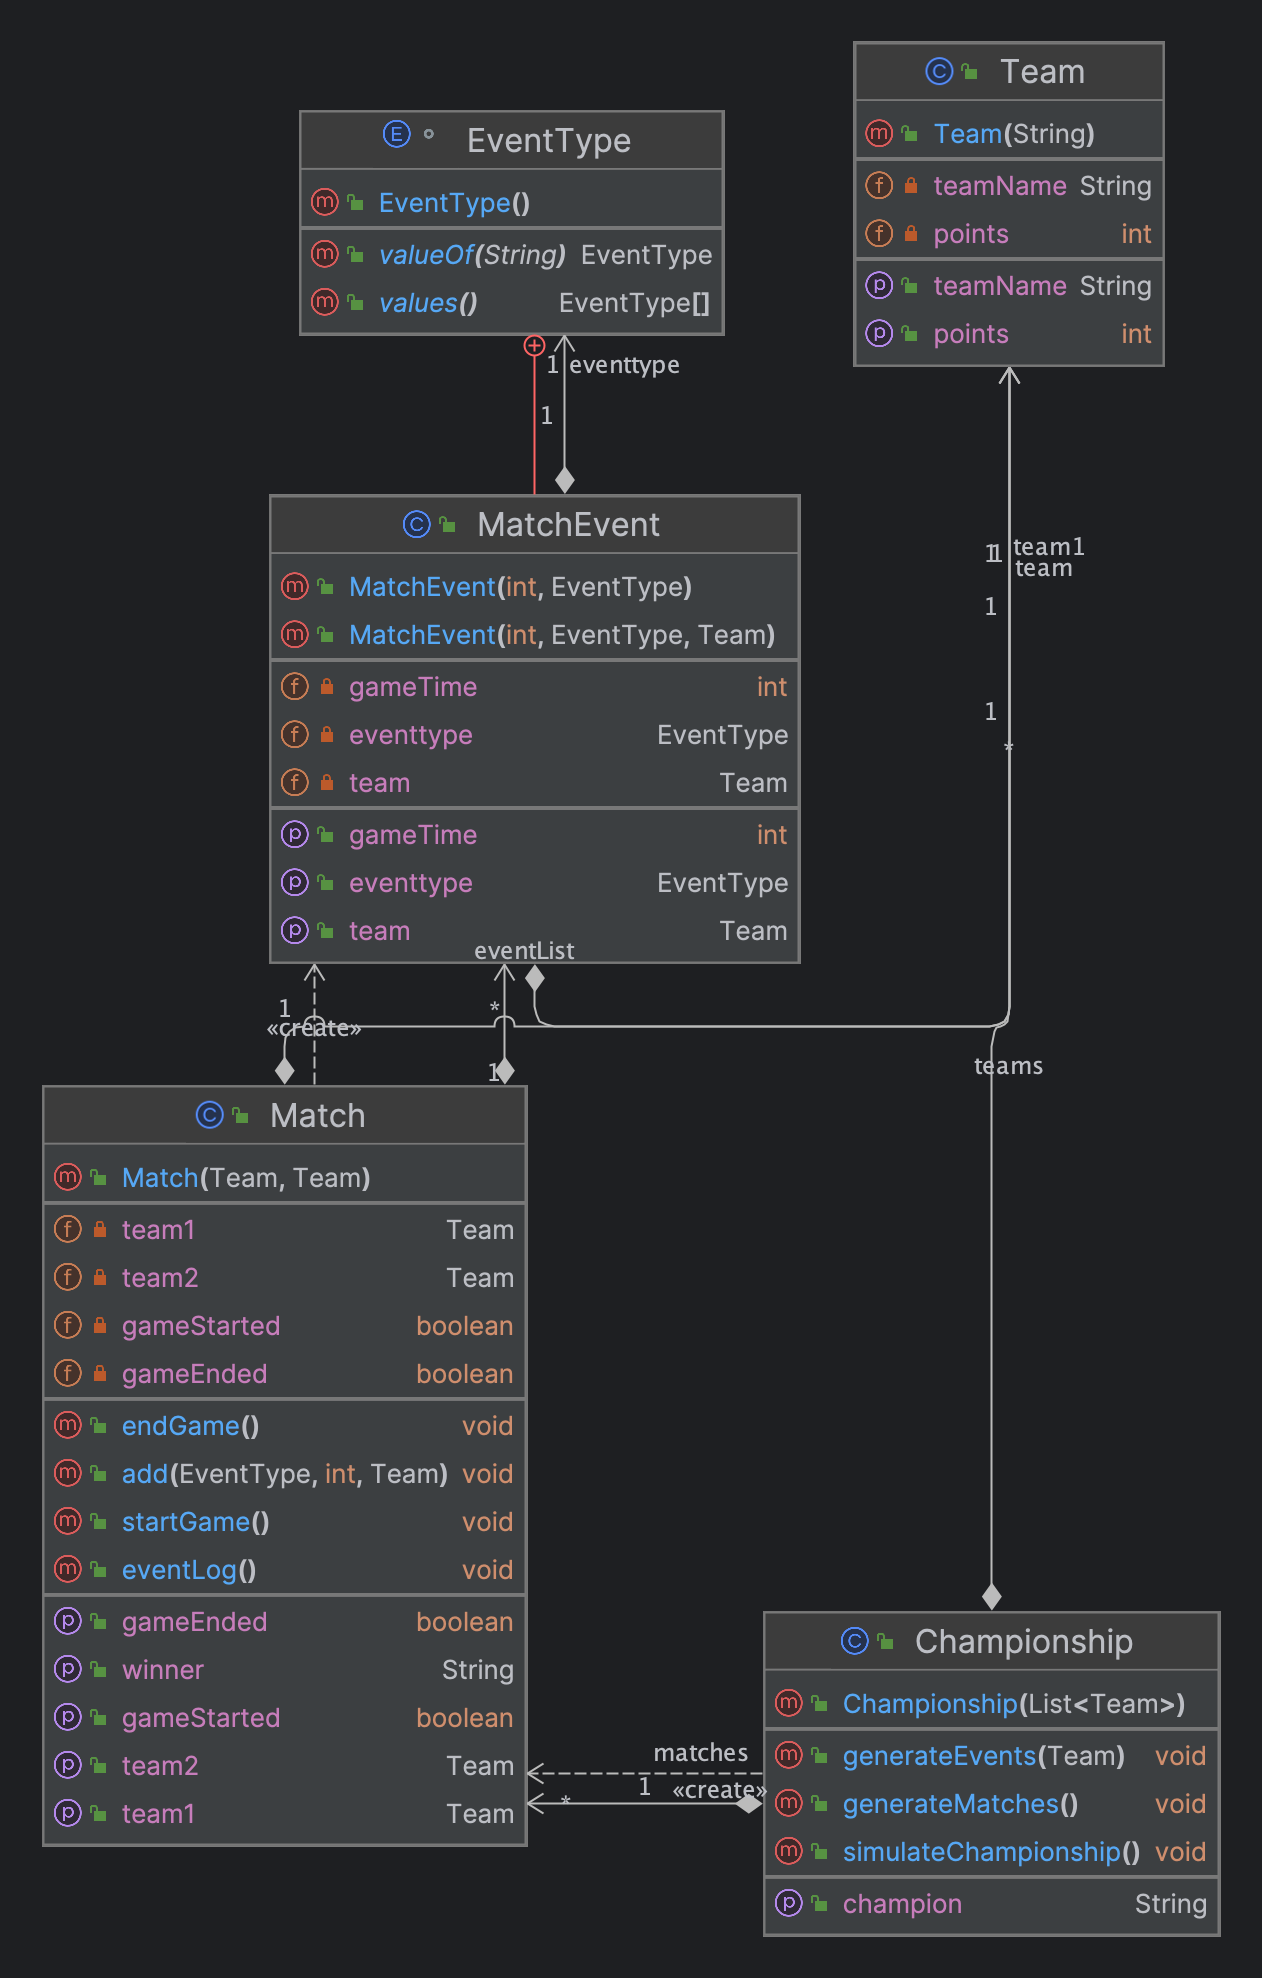 Team
Team(String)
teamName String
points int
teamName String
points int
EventType
EventType()
valueOf(String) EventType
values() EventType[]
1 eventtype
1
MatchEvent
MatchEvent(int, EventType)
MatchEvent(int, EventType, Team)
gameTime int
eventtype EventType
team Team
gameTime int
eventtype EventType
team Team
eventList
1 1 team1
team
1
1
*
1
*
«create»
1
teams
Match
Match(Team, Team)
team1 Team
team2 Team
gameStarted boolean
gameEnded boolean
endGame() void
add(EventType, int, Team) void
startGame() void
eventLog() void
gameEnded boolean
winner String
gameStarted boolean
team2 Team
team1 Team
matches
1 «create»
*
Championship
Championship(List<Team>)
generateEvents(Team) void
generateMatches() void
simulateChampionship() void
champion String